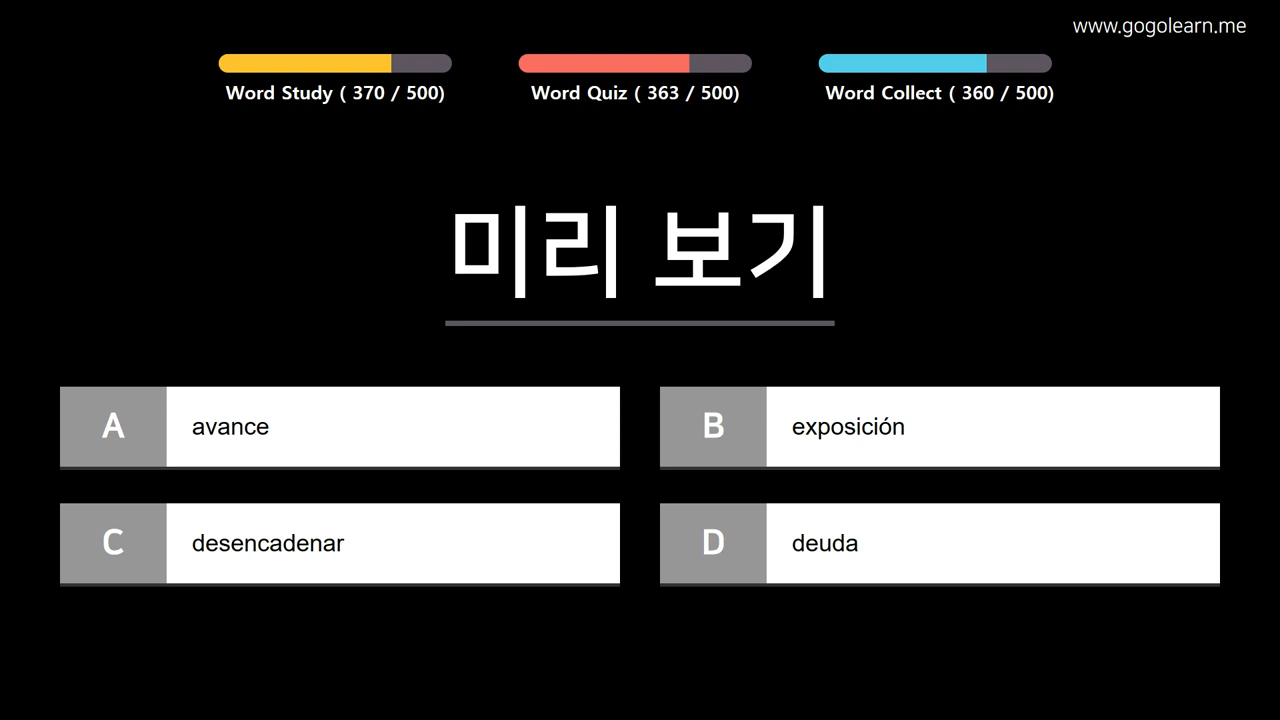 www.gogolearn.me
Word Study ( 370 / 500)
Word Quiz ( 363 / 500)
Word Collect ( 360 / 500)
미리 보기
A avance
B exposición
C desencadenar
D deuda